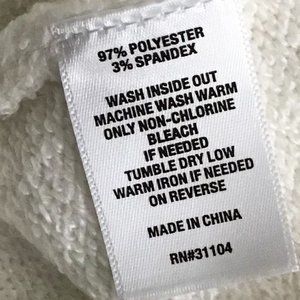 97% POLYESTER
3% SPANDEX
WASH INSIDE OUT
MACHINE WASH WARM
ONLY NON-CHLORINE
BLEACH
IF NEEDED
TUMBLE DRY LOW
WARM IRON IF NEEDED
ON REVERSE
MADE IN CHINA
RN#31104